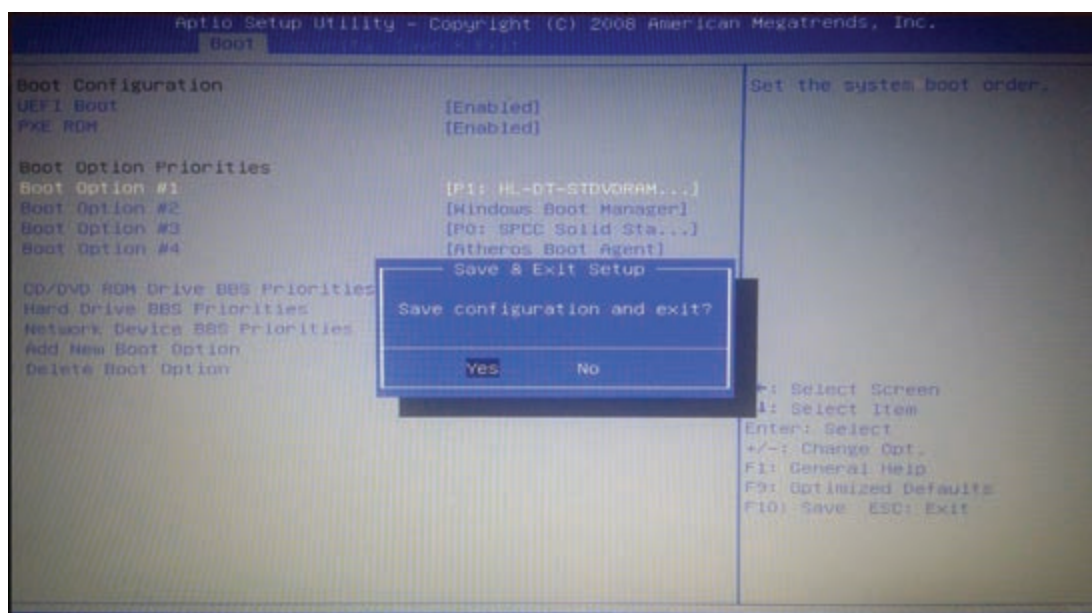 Aptio Setup Utility - Copyright (C) 2008 American Megatrends, Inc.
Boot
Boot Configuration
UEFI Boot [Enabled]
PXE ROM [Enabled]
Boot Option Priorities
Boot Option #1 [P1: HL-DT-STDVDRAM...]
Boot Option #2 [Windows Boot Manager]
Boot Option #3 [P0: SPCC Solid Sta...]
Boot Option #4 [Atheros Boot Agent]
CD/DVD ROM Drive BBS Priorities
Hard Drive BBS Priorities
Network Device BBS Priorities
Add New Boot Option
Delete Boot Option
Save & Exit Setup
Save configuration and exit?
Yes No
Set the system boot order.
: Select Screen
: Select Item
Enter: Select
+/-: Change Opt.
F1: General Help
F9: Optimized Defaults
F10: Save ESC: Exit